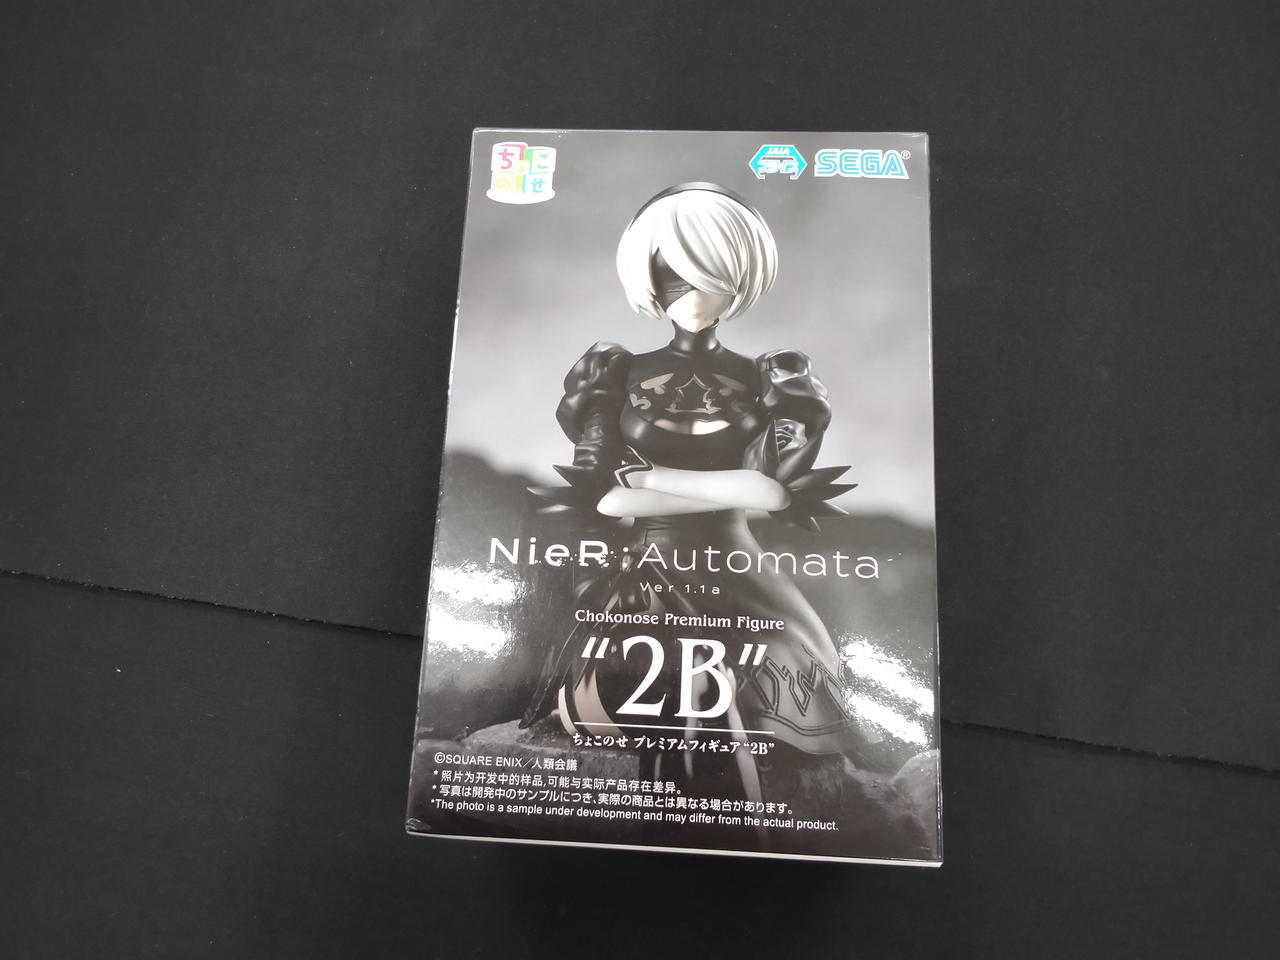 ちょこ
のせ
JAIA
プライズ
SEGA®
NieR:Automata
Ver1.1a
Chokonose Premium Figure
“2B”
ちょこのせ プレミアムフィギュア “2B”
©SQUARE ENIX／人類会議
* 照片为开发中的样品,可能与实际产品存在差异。
* 写真は開発中のサンプルにつき、実際の商品とは異なる場合があります。
*The photo is a sample under development and may differ from the actual product.